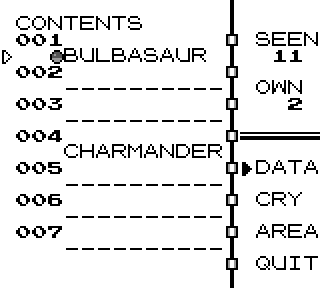 CONTENTS
001
BULBASAUR
002
----------
003
----------
004
CHARMANDER
005
----------
006
----------
007
----------
SEEN
11
OWN
2
DATA
CRY
AREA
QUIT